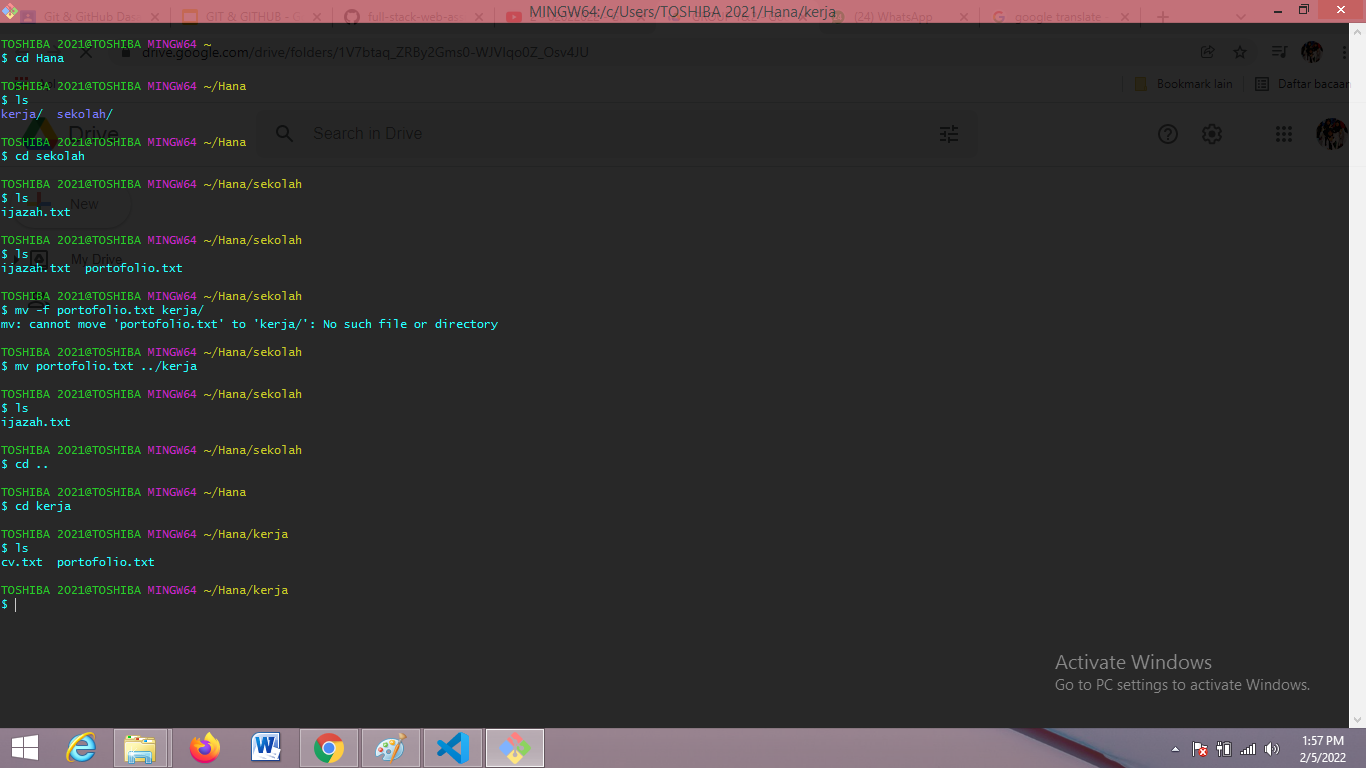 MINGW64:/c/Users/TOSHIBA 2021/Hana/kerja
Git & GitHub Das
GIT & GITHUB -
full-stack-web-as
(24) WhatsApp
google translate
drive.google.com/drive/folders/1V7btaq_ZRBy2Gms0-WJVIqo0Z_Osv4JU
Bookmark lain
Daftar bacaan
Drive
Search in Drive
New
My Drive
TOSHIBA 2021@TOSHIBA MINGW64 ~
$ cd Hana
TOSHIBA 2021@TOSHIBA MINGW64 ~/Hana
$ ls
kerja/  sekolah/
TOSHIBA 2021@TOSHIBA MINGW64 ~/Hana
$ cd sekolah
TOSHIBA 2021@TOSHIBA MINGW64 ~/Hana/sekolah
$ ls
ijazah.txt
TOSHIBA 2021@TOSHIBA MINGW64 ~/Hana/sekolah
$ ls
ijazah.txt  portofolio.txt
TOSHIBA 2021@TOSHIBA MINGW64 ~/Hana/sekolah
$ mv -f portofolio.txt kerja/
mv: cannot move 'portofolio.txt' to 'kerja/': No such file or directory
TOSHIBA 2021@TOSHIBA MINGW64 ~/Hana/sekolah
$ mv portofolio.txt ../kerja
TOSHIBA 2021@TOSHIBA MINGW64 ~/Hana/sekolah
$ ls
ijazah.txt
TOSHIBA 2021@TOSHIBA MINGW64 ~/Hana/sekolah
$ cd ..
TOSHIBA 2021@TOSHIBA MINGW64 ~/Hana
$ cd kerja
TOSHIBA 2021@TOSHIBA MINGW64 ~/Hana/kerja
$ ls
cv.txt  portofolio.txt
TOSHIBA 2021@TOSHIBA MINGW64 ~/Hana/kerja
$
Activate Windows
Go to PC settings to activate Windows.
1:57 PM
2/5/2022